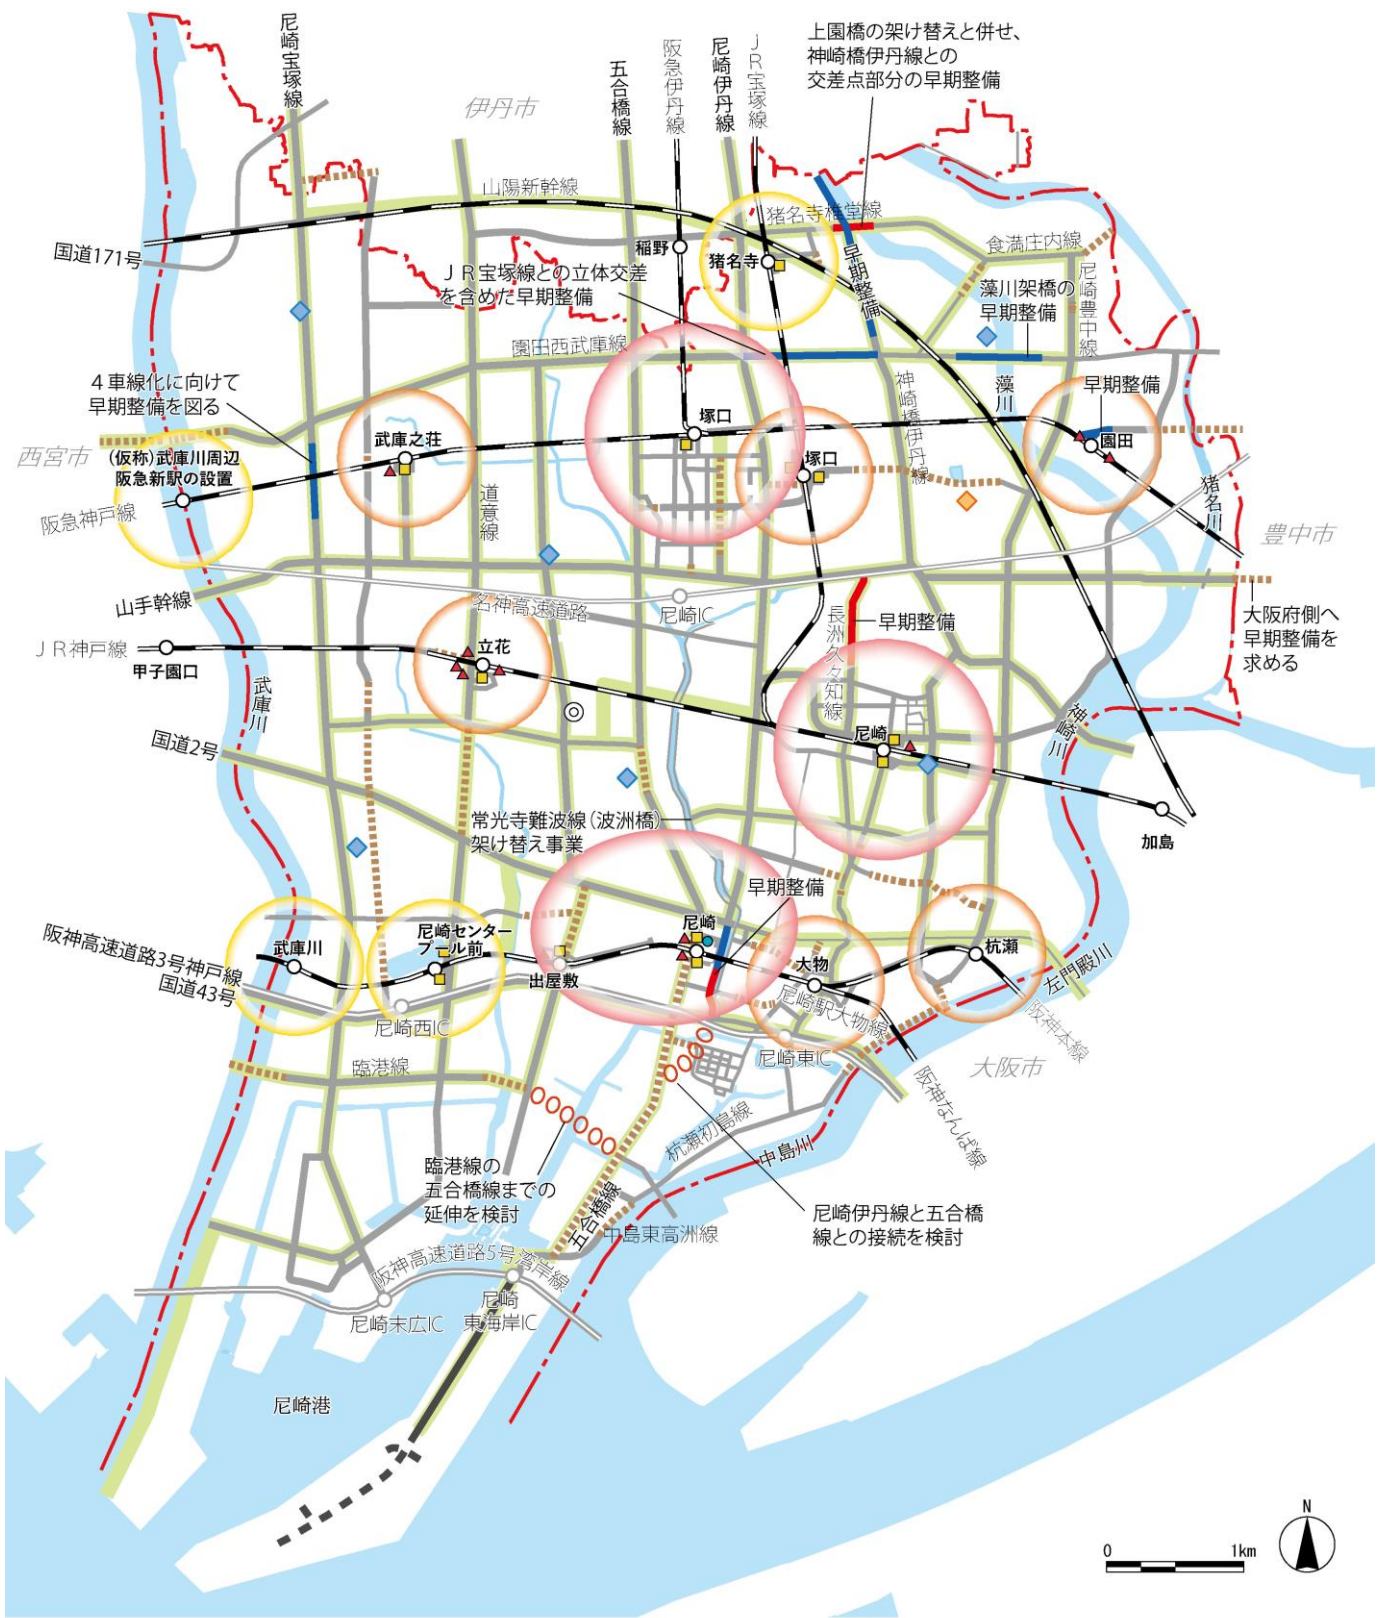 尼崎宝塚線
五合橋線
阪急伊丹線
尼崎伊丹線
ＪＲ宝塚線
上園橋の架け替えと併せ、
神崎橋伊丹線との
交差点部分の早期整備
伊丹市
山陽新幹線
猪名寺椎堂線
国道171号
稲野
猪名寺
早期整備
食満庄内線
尼崎豊中線
ＪＲ宝塚線との立体交差
を含めた早期整備
藻川架橋の
早期整備
園田西武庫線
４車線化に向けて
早期整備を図る
神崎橋伊丹線
藻川
早期整備
西宮市
(仮称)武庫川周辺
阪急新駅の設置
武庫之荘
塚口
塚口
園田
阪急神戸線
道意線
猪名川
豊中市
山手幹線
名神高速道路
尼崎IC
長洲久々知線
早期整備
大阪府側へ
早期整備を
求める
ＪＲ神戸線
甲子園口
立花
武庫川
国道2号
尼崎
神崎川
加島
常光寺難波線（波洲橋）
架け替え事業
早期整備
阪神高速道路3号神戸線
国道43号
武庫川
尼崎センター
プール前
出屋敷
尼崎
大物
杭瀬
左門殿川
尼崎駅大物線
阪神本線
尼崎西IC
尼崎東IC
大阪市
臨港線
阪神なんば線
杭瀬初島線
中島川
臨港線の
五合橋線までの
延伸を検討
五合橋線
中島東高洲線
尼崎伊丹線と五合橋
線との接続を検討
阪神高速道路5号湾岸線
尼崎末広IC
尼崎
東海岸IC
尼崎港
N
0 1km